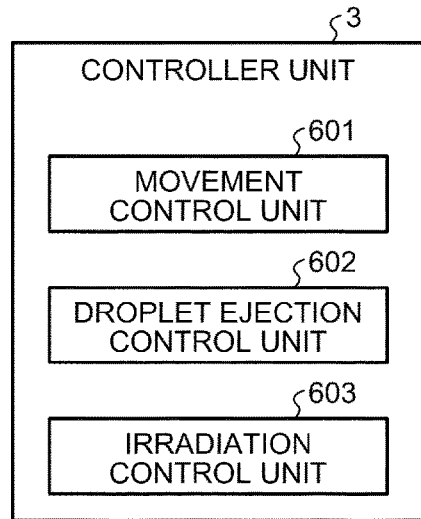 3
CONTROLLER UNIT
601
MOVEMENT
CONTROL UNIT
602
DROPLET EJECTION
CONTROL UNIT
603
IRRADIATION
CONTROL UNIT